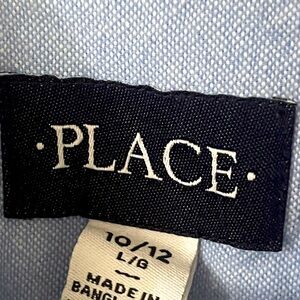 · PLACE ·
10/12
L/G
MADE IN